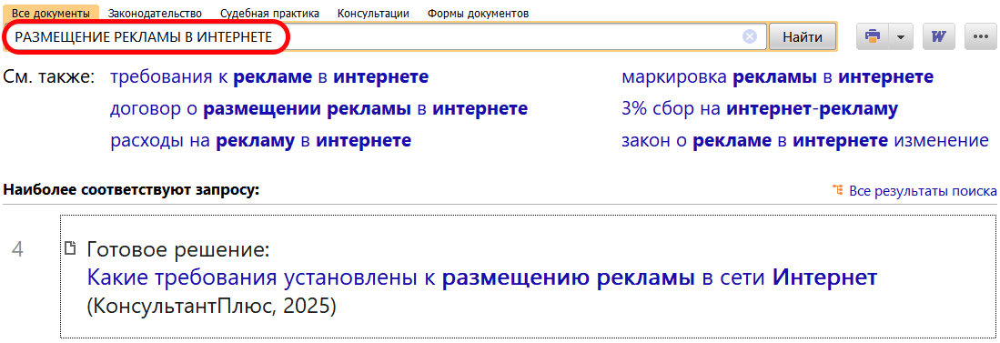 Все документы Законодательство Судебная практика Консультации Формы документов
РАЗМЕЩЕНИЕ РЕКЛАМЫ В ИНТЕРНЕТЕ Найти W
См. также: требования к рекламе в интернете маркировка рекламы в интернете
договор о размещении рекламы в интернете 3% сбор на интернет-рекламу
расходы на рекламу в интернете закон о рекламе в интернете изменение
Наиболее соответствуют запросу: Все результаты поиска
4 Готовое решение:
Какие требования установлены к размещению рекламы в сети Интернет
(КонсультантПлюс, 2025)